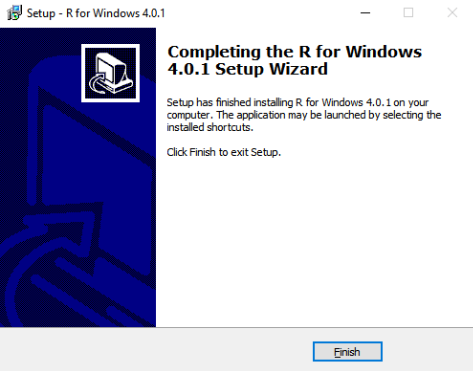 Setup - R for Windows 4.0.1
Completing the R for Windows
4.0.1 Setup Wizard
Setup has finished installing R for Windows 4.0.1 on your
computer. The application may be launched by selecting the
installed shortcuts.
Click Finish to exit Setup.
Finish